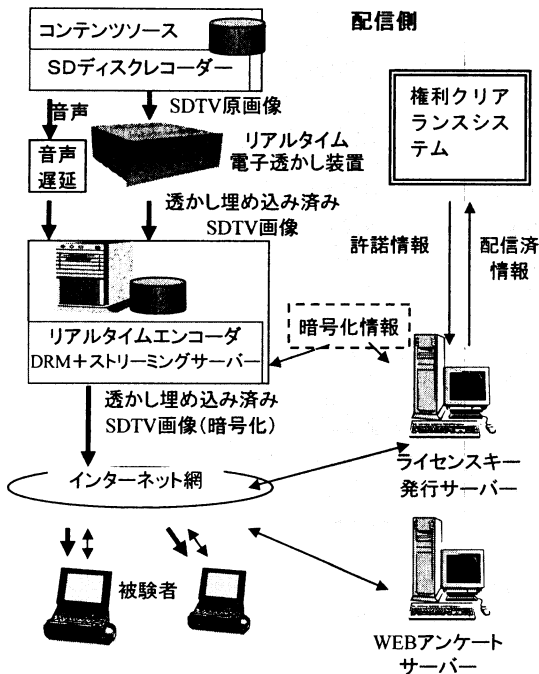 配信側
コンテンツソース
SDディスクレコーダー
音声
SDTV原画像
音声
遅延
リアルタイム
電子透かし装置
権利クリア
ランスシス
テム
透かし埋め込み済み
SDTV画像
許諾情報
配信済
情報
リアルタイムエンコーダ
DRM+ストリーミングサーバー
暗号化情報
透かし埋め込み済み
SDTV画像(暗号化)
ライセンスキー
発行サーバー
インターネット網
被験者
WEBアンケート
サーバー